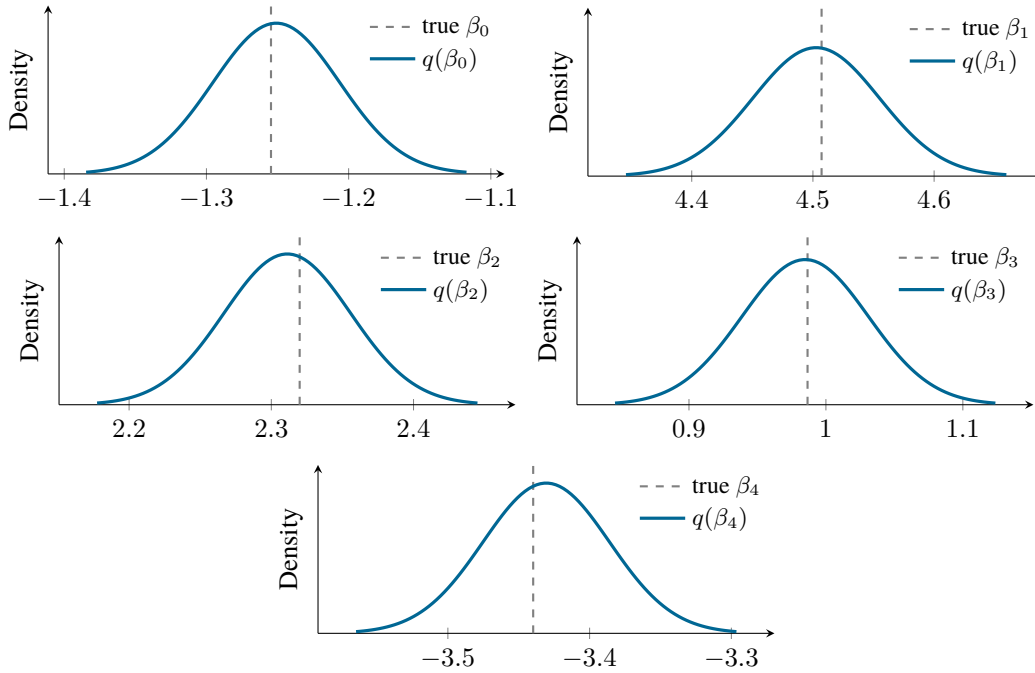 Density
true β₀
q(β₀)
−1.4
−1.3
−1.2
−1.1
Density
true β₁
q(β₁)
4.4
4.5
4.6
Density
true β₂
q(β₂)
2.2
2.3
2.4
Density
true β₃
q(β₃)
0.9
1
1.1
Density
true β₄
q(β₄)
−3.5
−3.4
−3.3